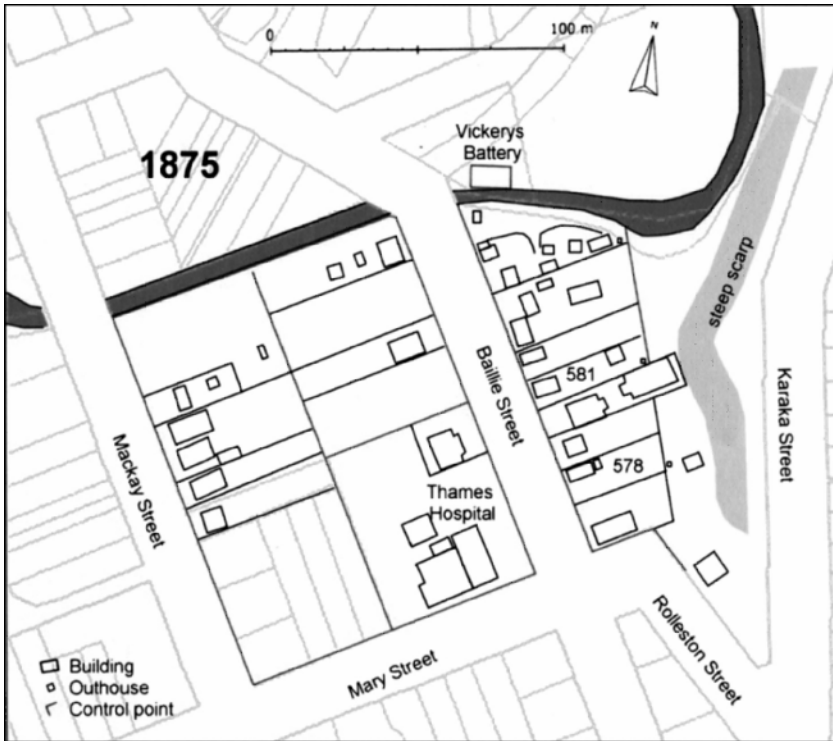 0
100 m
N
1875
Vickerys
Battery
steep scarp
581
Baillie Street
Karaka Street
Mackay Street
578
Thames
Hospital
Rolleston Street
Mary Street
Building
Outhouse
Control point